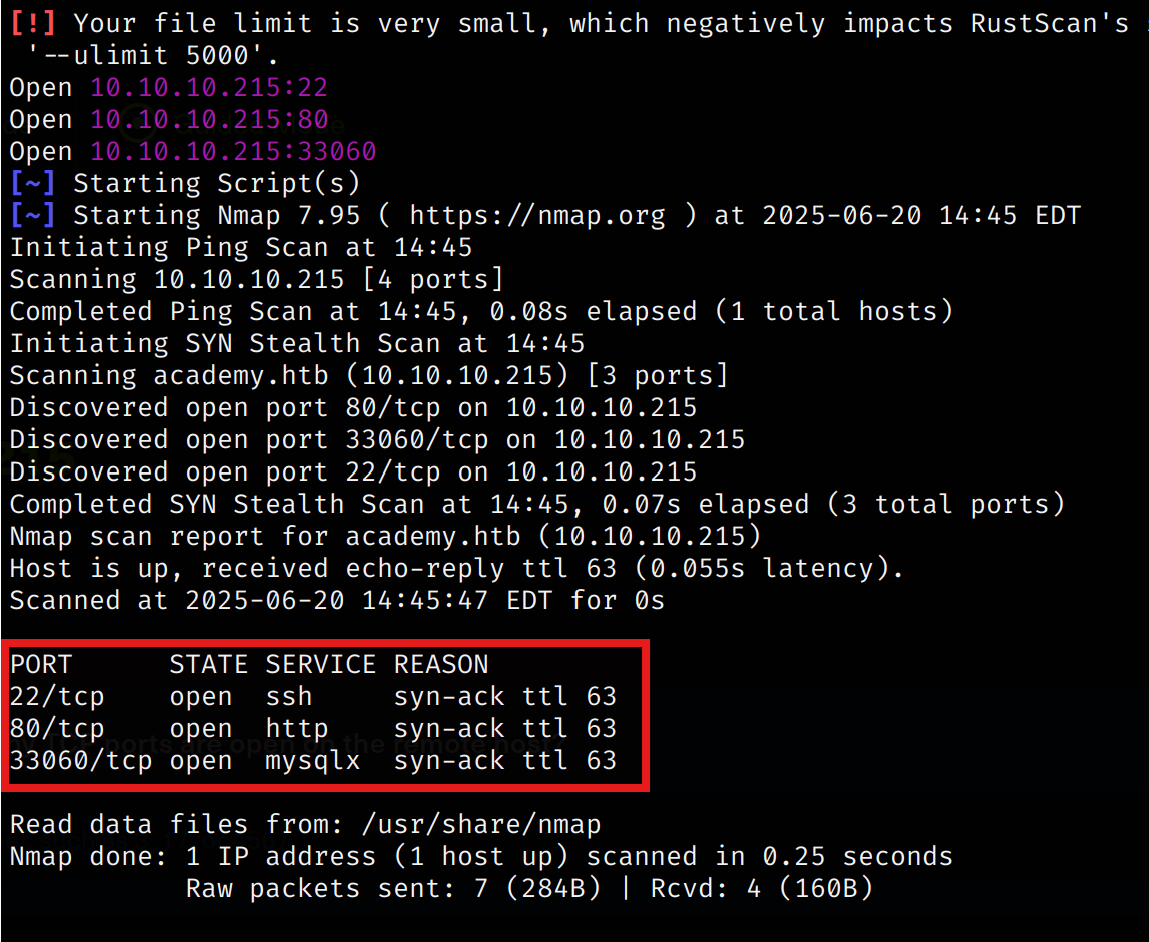 [!] Your file limit is very small, which negatively impacts RustScan's
'--ulimit 5000'.
Open 10.10.10.215:22
Open 10.10.10.215:80
Open 10.10.10.215:33060
[~] Starting Script(s)
[~] Starting Nmap 7.95 ( https://nmap.org ) at 2025-06-20 14:45 EDT
Initiating Ping Scan at 14:45
Scanning 10.10.10.215 [4 ports]
Completed Ping Scan at 14:45, 0.08s elapsed (1 total hosts)
Initiating SYN Stealth Scan at 14:45
Scanning academy.htb (10.10.10.215) [3 ports]
Discovered open port 80/tcp on 10.10.10.215
Discovered open port 33060/tcp on 10.10.10.215
Discovered open port 22/tcp on 10.10.10.215
Completed SYN Stealth Scan at 14:45, 0.07s elapsed (3 total ports)
Nmap scan report for academy.htb (10.10.10.215)
Host is up, received echo-reply ttl 63 (0.055s latency).
Scanned at 2025-06-20 14:45:47 EDT for 0s
PORT      STATE SERVICE REASON
22/tcp    open  ssh     syn-ack ttl 63
80/tcp    open  http    syn-ack ttl 63
ports are open on the remote host
33060/tcp open  mysqlx  syn-ack ttl 63
Read data files from: /usr/share/nmap
Nmap done: 1 IP address (1 host up) scanned in 0.25 seconds
Raw packets sent: 7 (284B) | Rcvd: 4 (160B)